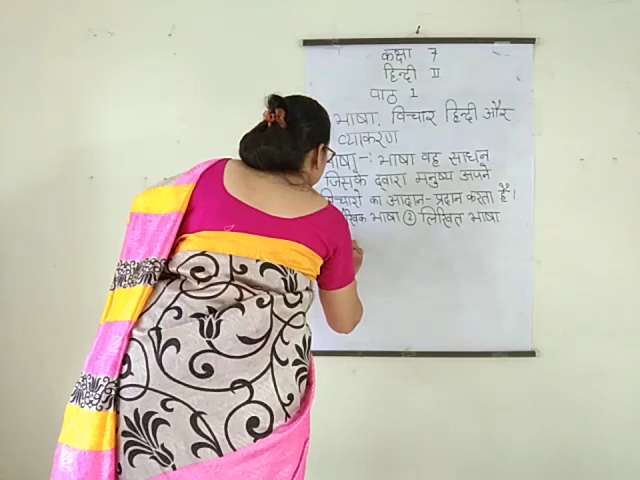 कक्षा 7
हिन्दी II
पाठ 1
भाषा, विचार हिन्दी और
व्याकरण
भाषा -: भाषा वह साधन
जिसके द्वारा मनुष्य अपने
विचारो का आदान-प्रदान करता है।
भाषा ② लिखित भाषा